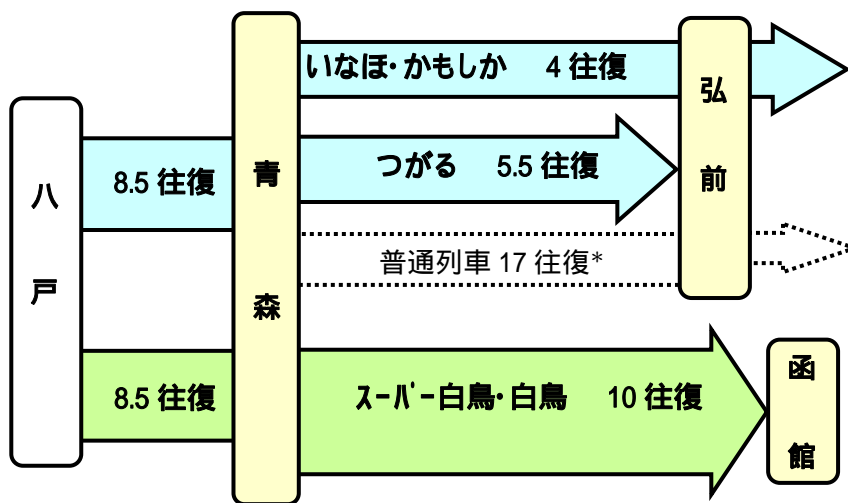 いなほ・かもしか 4 往復
弘前
八戸
8.5 往復
青森
つがる 5.5 往復
普通列車 17 往復*
8.5 往復
スーパー白鳥・白鳥 10 往復
函館